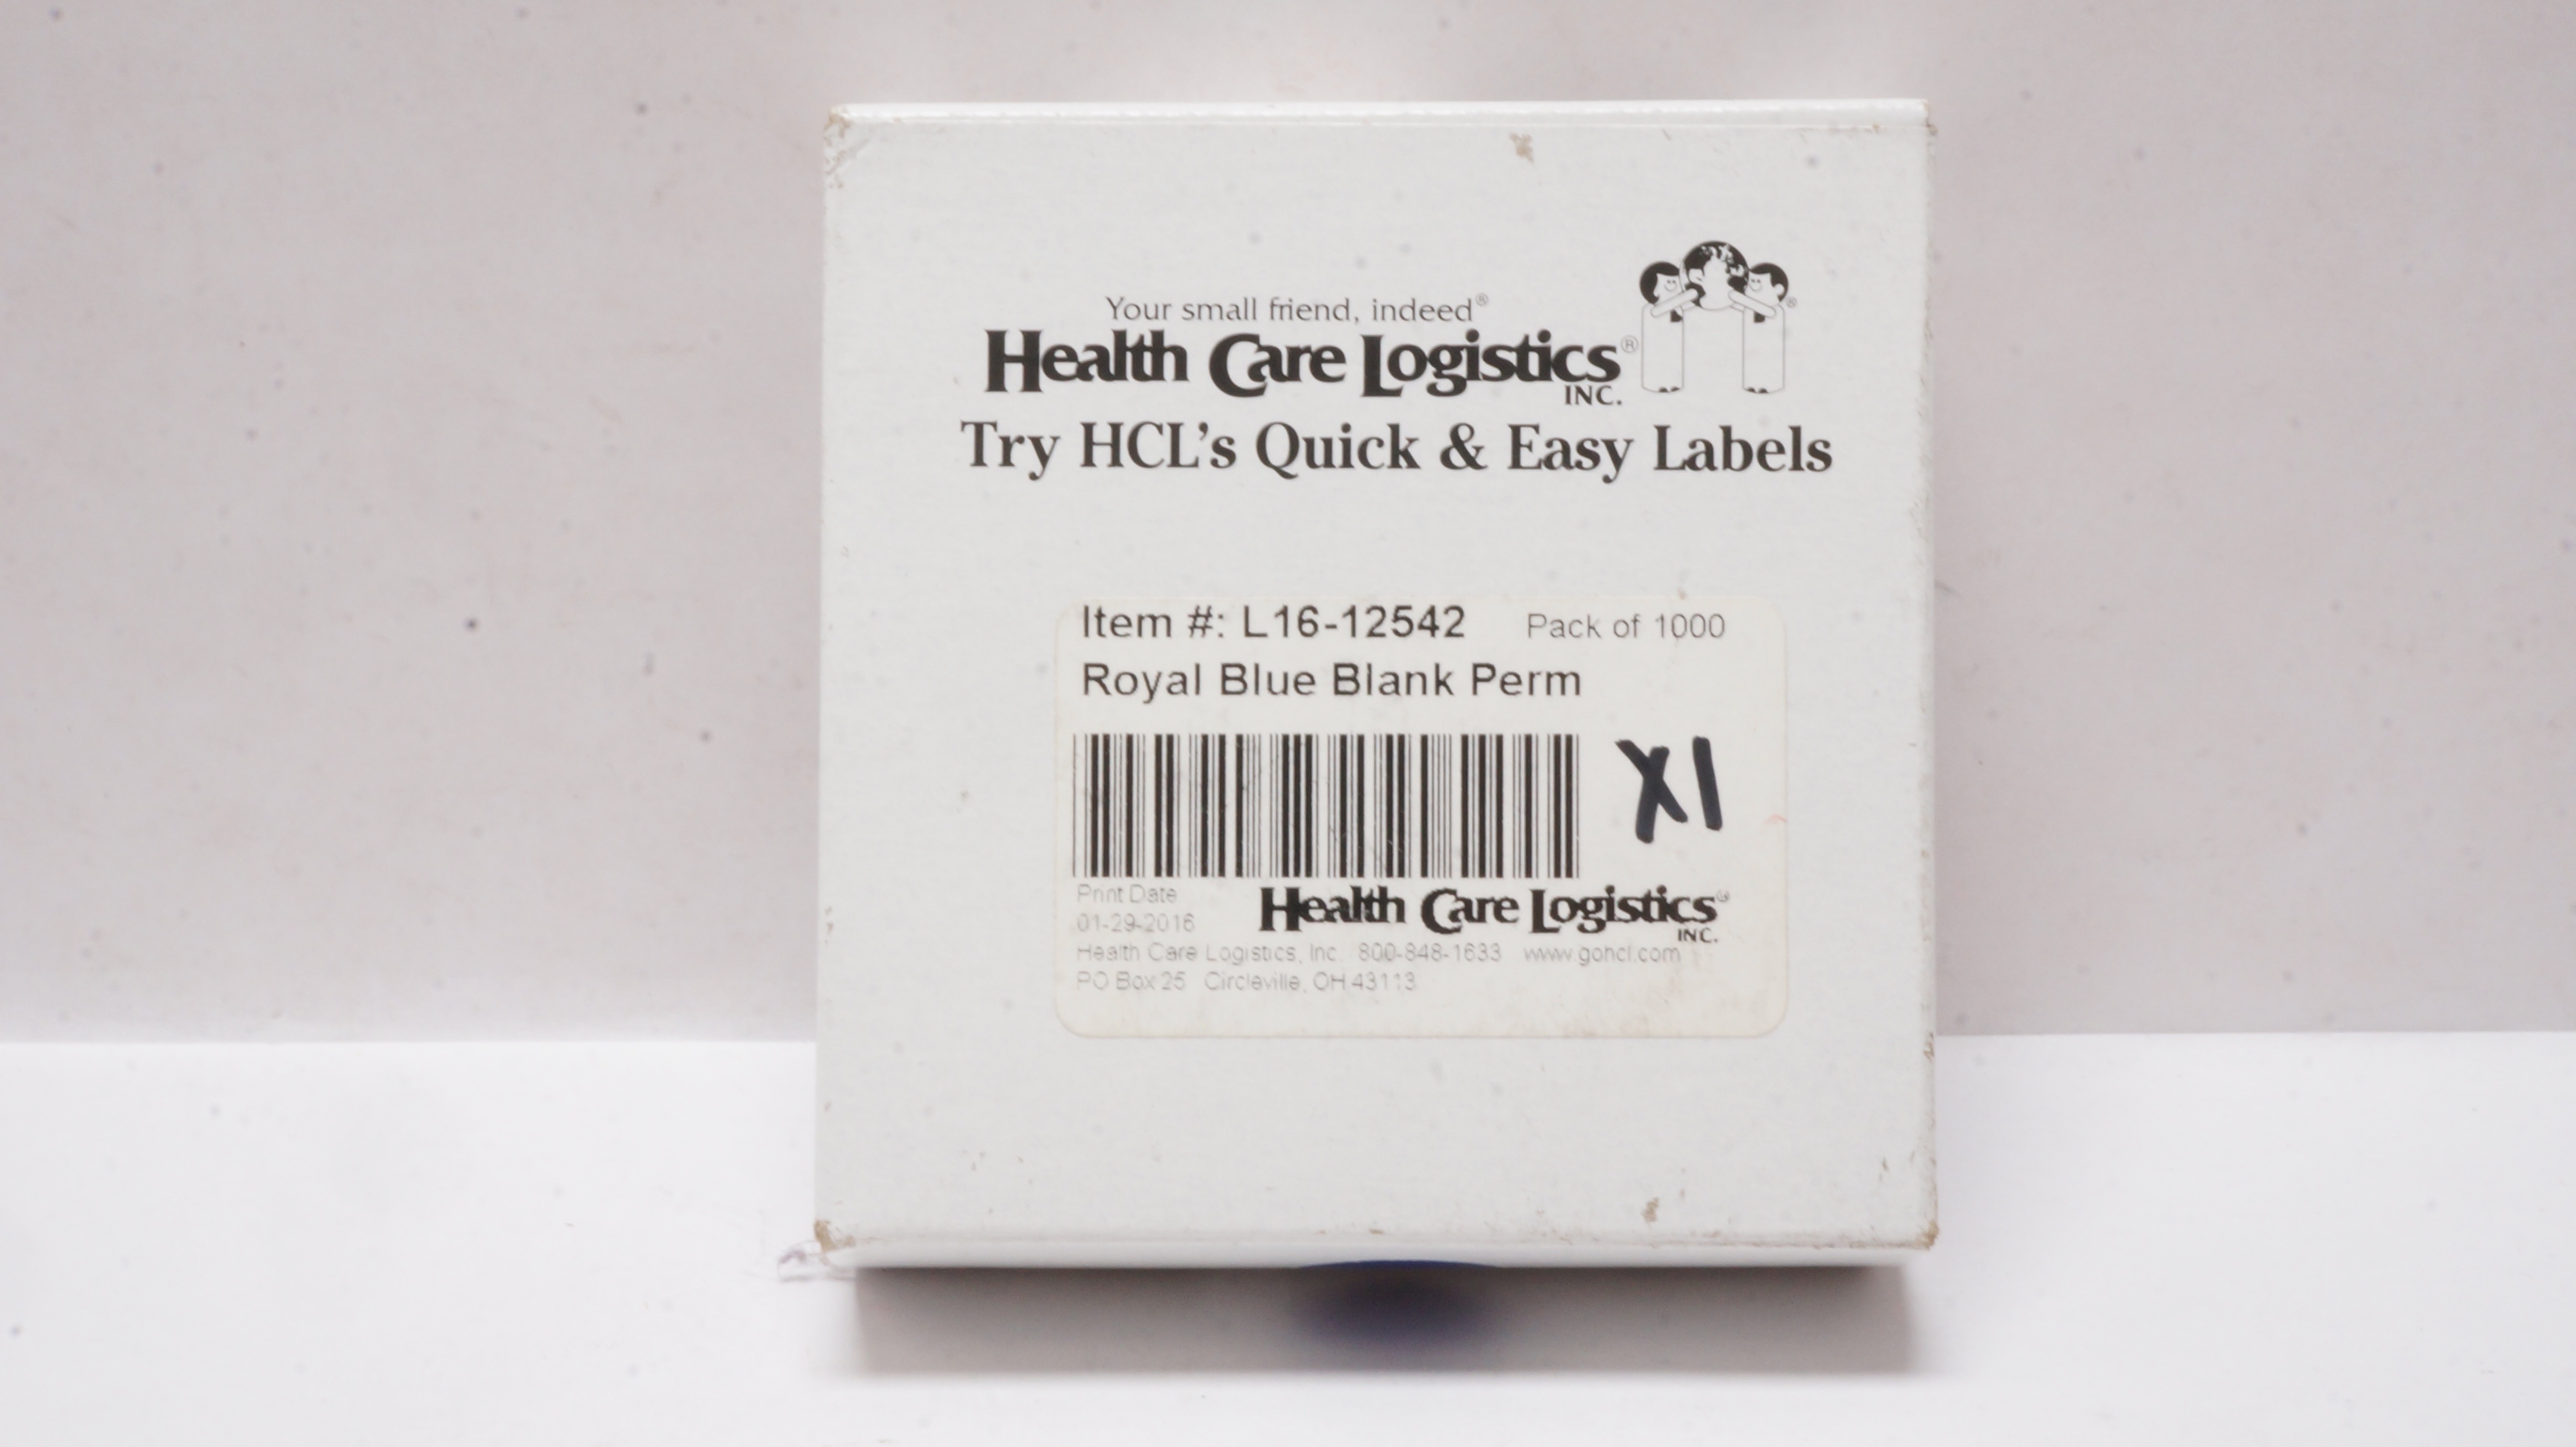 Your small friend, indeed®
Health Care Logistics®
INC.
Try HCL's Quick & Easy Labels
Item #: L16-12542 Pack of 1000
Royal Blue Blank Perm
X1
Print Date
01-29-2016
Health Care Logistics®
INC.
Health Care Logistics, Inc. 800-848-1633 www.gohcl.com
PO Box 25 Circleville, OH 43113